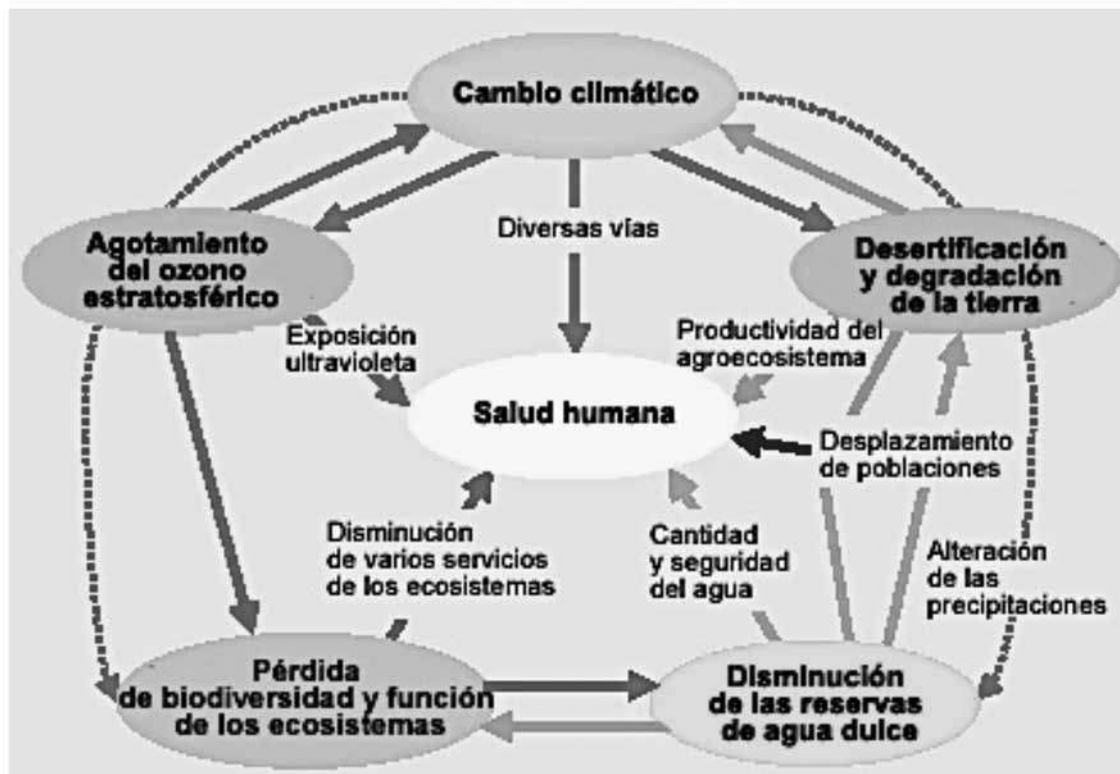 Cambio climático
Diversas vías
Agotamiento
del ozono
estratosférico
Desertificación
y degradación
de la tierra
Exposición
ultravioleta
Productividad del
agroecosistema
Salud humana
Desplazamiento
de poblaciones
Disminución
de varios servicios
de los ecosistemas
Cantidad
y seguridad
del agua
Alteración
de las
precipitaciones
Pérdida
de biodiversidad y función
de los ecosistemas
Disminución
de las reservas
de agua dulce